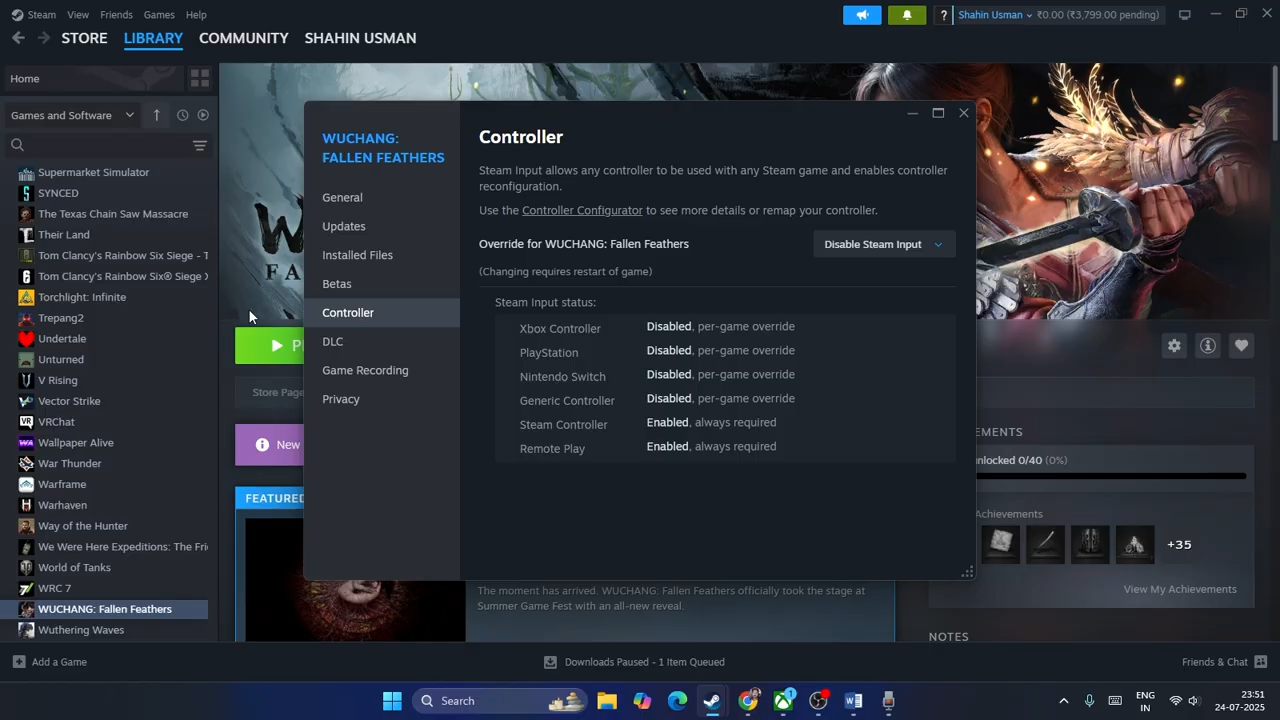 Steam View Friends Games Help
? Shahin Usman ₹0.00 (₹3,799.00 pending)
STORE LIBRARY COMMUNITY SHAHIN USMAN
Home
Games and Software
Supermarket Simulator
SYNCED
The Texas Chain Saw Massacre
Their Land
Tom Clancy's Rainbow Six Siege - T
Tom Clancy's Rainbow Six® Siege X
Torchlight: Infinite
Trepang2
Undertale
Unturned
V Rising
Vector Strike
VRChat
Wallpaper Alive
War Thunder
Warframe
Warhaven
Way of the Hunter
We Were Here Expeditions: The Frie
World of Tanks
WRC 7
WUCHANG: Fallen Feathers
Wuthering Waves
WUCHANG:
FALLEN FEATHERS
General
Updates
Installed Files
Betas
Controller
DLC
Game Recording
Privacy
Controller
Steam Input allows any controller to be used with any Steam game and enables controller
reconfiguration.
Use the Controller Configurator to see more details or remap your controller.
Override for WUCHANG: Fallen Feathers Disable Steam Input
(Changing requires restart of game)
Steam Input status:
Xbox Controller Disabled, per-game override
PlayStation Disabled, per-game override
Nintendo Switch Disabled, per-game override
Generic Controller Disabled, per-game override
Steam Controller Enabled, always required
Remote Play Enabled, always required
W
FA
P
Store Page
New
FEATURED
The moment has arrived. WUCHANG: Fallen Feathers officially took the stage at
Summer Game Fest with an all-new reveal.
EMENTS
nlocked 0/40 (0%)
Achievements
+35
View My Achievements
NOTES
Add a Game Downloads Paused - 1 Item Queued Friends & Chat
Search
1
ENG
IN
23:51
24-07-2025